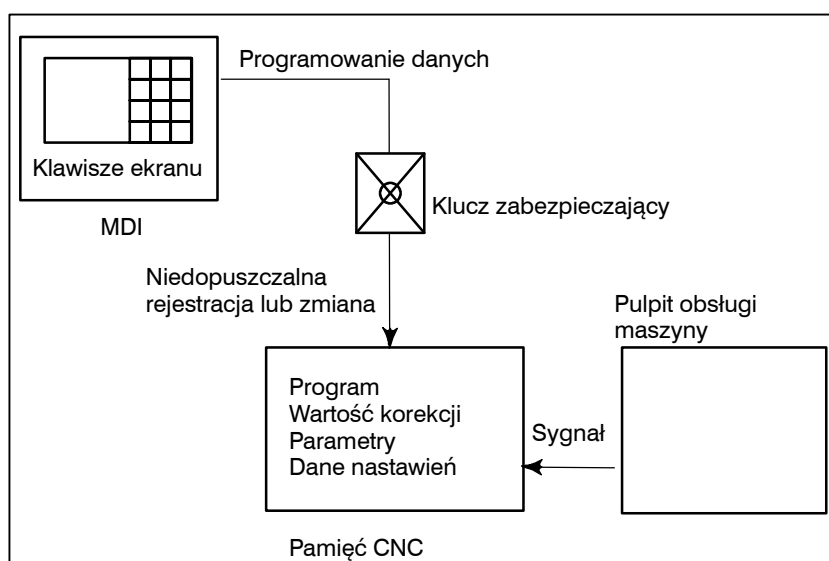 Programowanie danych
Klawisze ekranu
MDI
Klucz zabezpieczający
Niedopuszczalna
rejestracja lub zmiana
Pulpit obsługi
maszyny
Program
Wartość korekcji
Parametry
Dane nastawień
Sygnał
Pamięć CNC